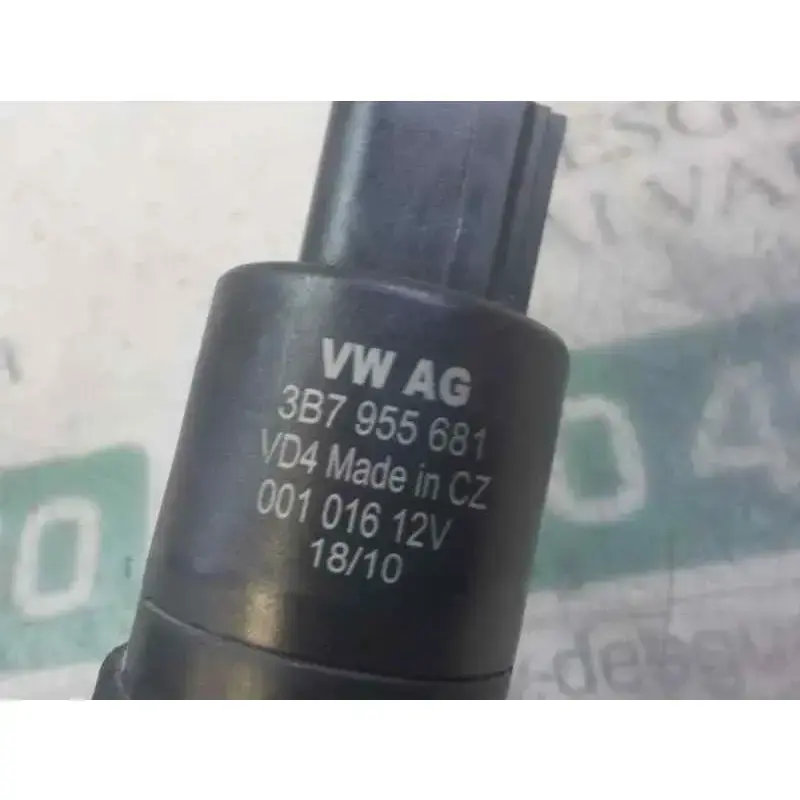 VW AG
3B7 955 681
VD4 Made in CZ
001 016 12V
18/10